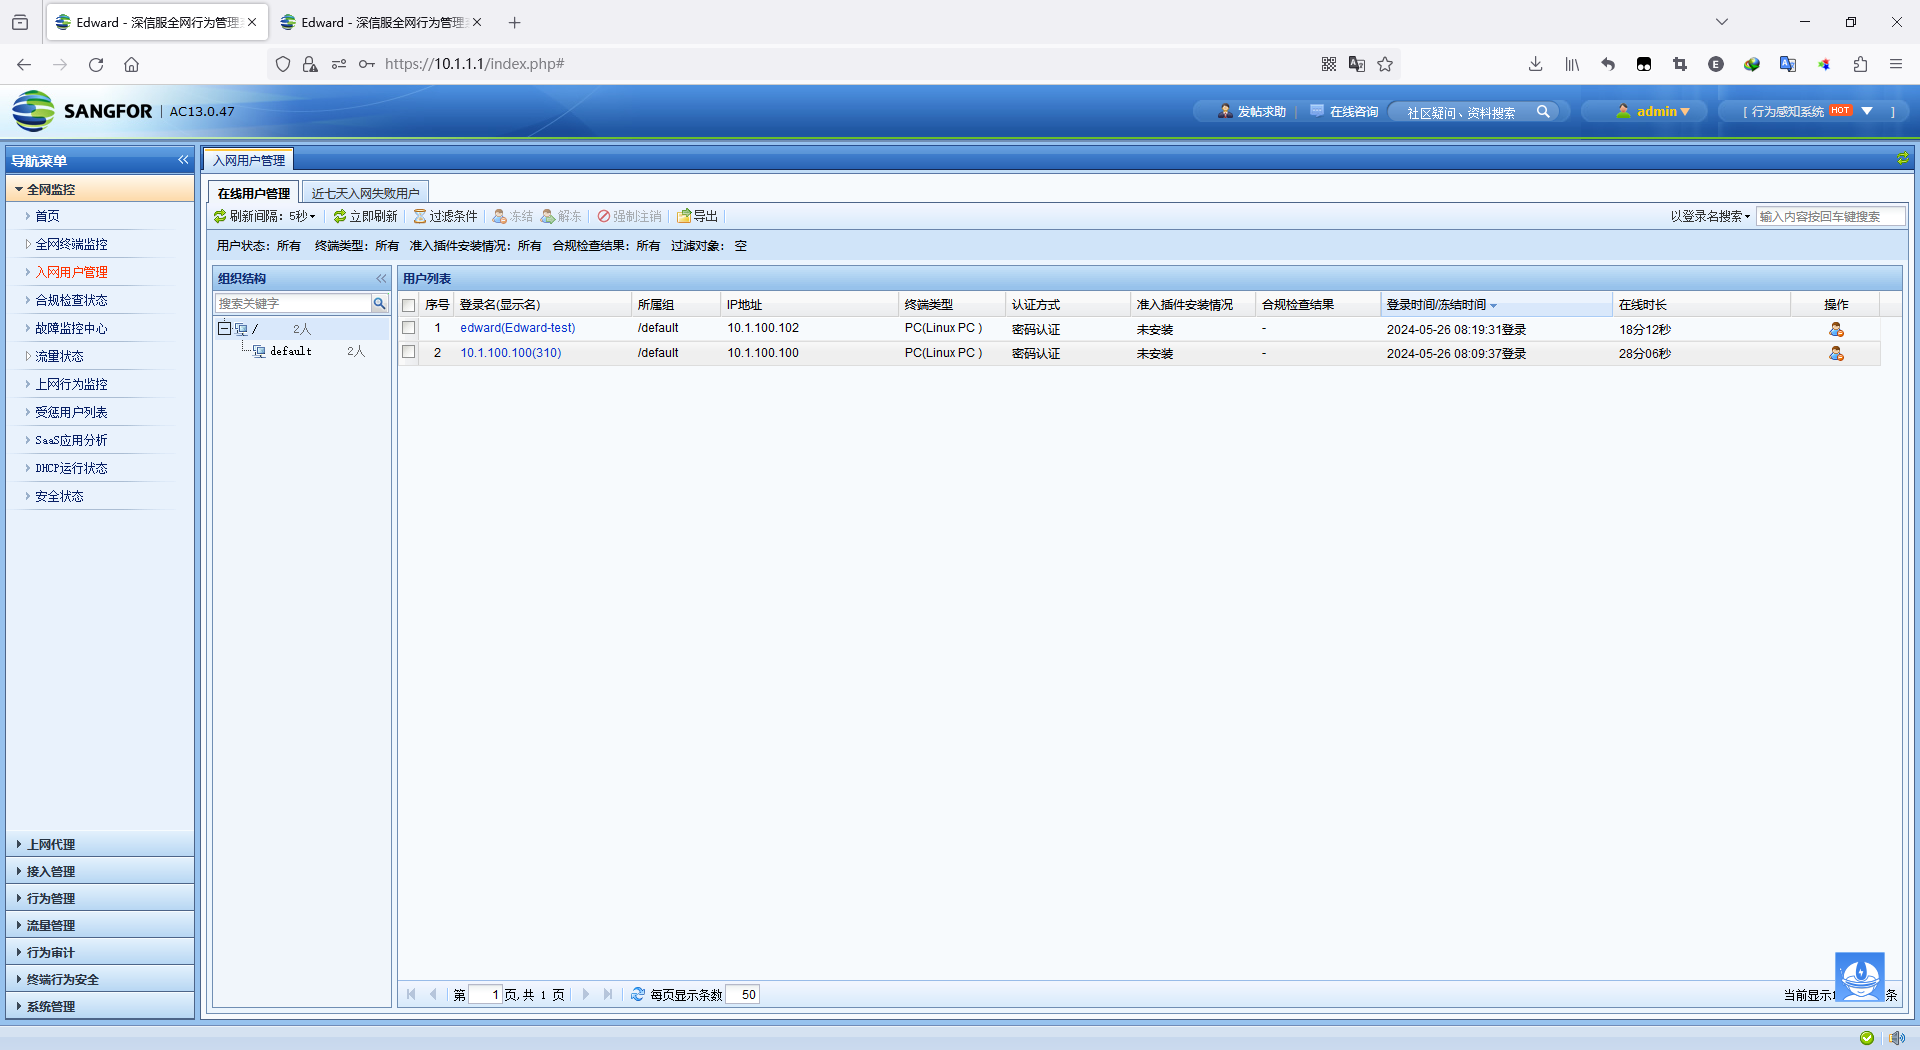 Edward - 深信服全网行为管理
Edward - 深信服全网行为管理
https://10.1.1.1/index.php#
SANGFOR | AC13.0.47
发帖求助
在线咨询
社区疑问、资料搜索
admin
[ 行为感知系统 HOT ]
导航菜单
全网监控
首页
全网终端监控
入网用户管理
合规检查状态
故障监控中心
流量状态
上网行为监控
受惩用户列表
SaaS应用分析
DHCP运行状态
安全状态
上网代理
接入管理
行为管理
流量管理
行为审计
终端行为安全
系统管理
入网用户管理
在线用户管理 近七天入网失败用户
刷新间隔：5秒 立即刷新 过滤条件 冻结 解冻 强制注销 导出 以登录名搜索 输入内容按回车键搜索
用户状态：所有 终端类型：所有 准入插件安装情况：所有 合规检查结果：所有 过滤对象：空
组织结构
搜索关键字
/ 2人
default 2人
用户列表
序号 登录名(显示名) 所属组 IP地址 终端类型 认证方式 准入插件安装情况 合规检查结果 登录时间/冻结时间 在线时长 操作
1 edward(Edward-test) /default 10.1.100.102 PC(Linux PC ) 密码认证 未安装 - 2024-05-26 08:19:31登录 18分12秒
2 10.1.100.100(310) /default 10.1.100.100 PC(Linux PC ) 密码认证 未安装 - 2024-05-26 08:09:37登录 28分06秒
第 1 页,共 1 页 每页显示条数 50
当前显示 条